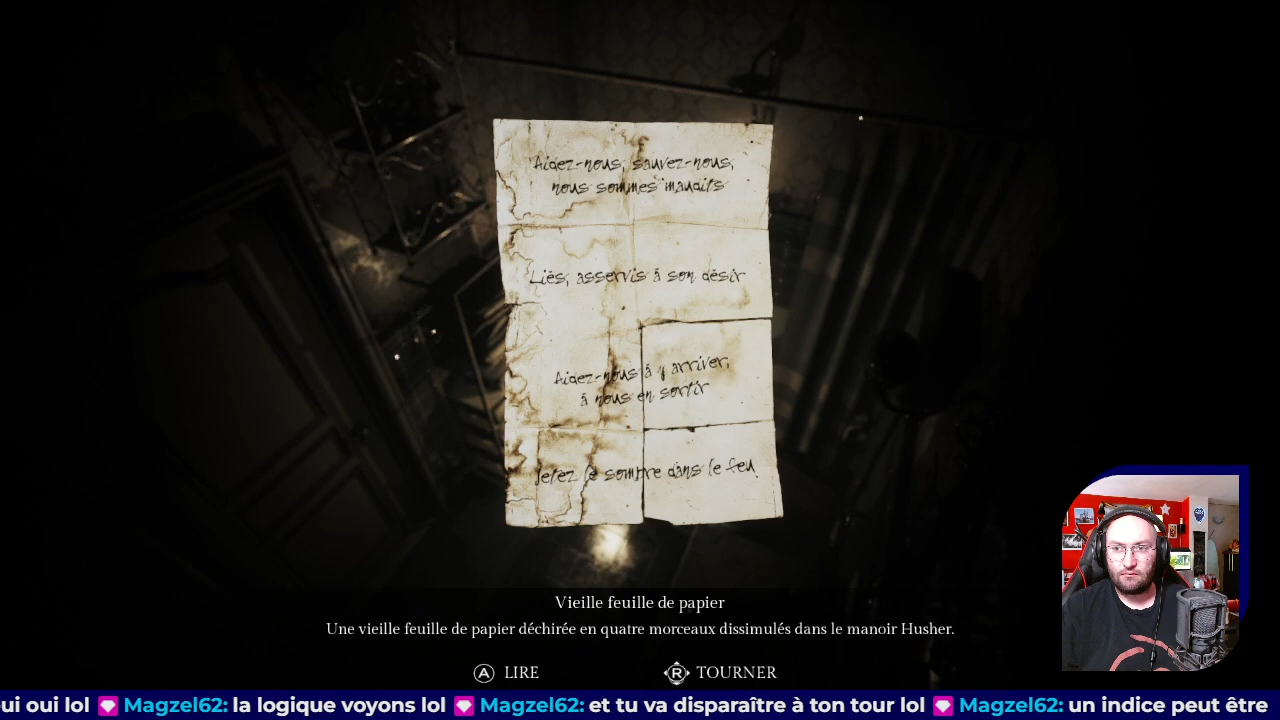 Aidez-nous, sauvez-nous,
nous sommes maudits
Liés, asservis à son désir
Aidez-nous à y arriver,
à nous en sortir
Jetez le sombre dans le feu.
Vieille feuille de papier
Une vieille feuille de papier déchirée en quatre morceaux dissimulés dans le manoir Husher.
A LIRE R TOURNER
ui oui lol Magzel62: la logique voyons lol Magzel62: et tu va disparaître à ton tour lol Magzel62: un indice peut être